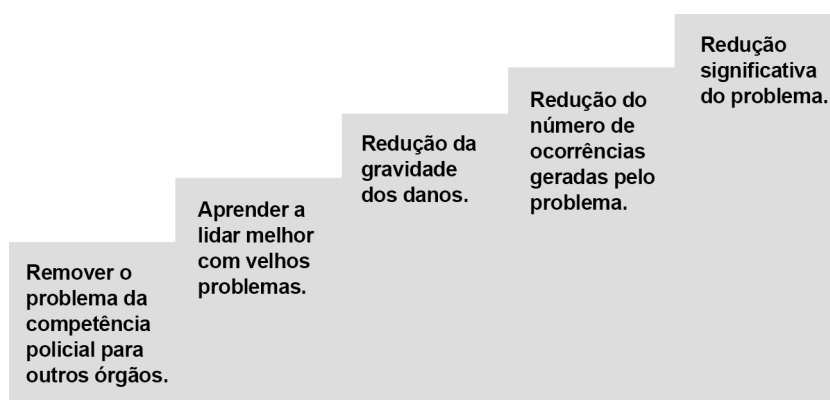 Remover o
problema da
competência
policial para
outros órgãos.
Aprender a
lidar melhor
com velhos
problemas.
Redução da
gravidade
dos danos.
Redução do
número de
ocorrências
geradas pelo
problema.
Redução
significativa
do problema.